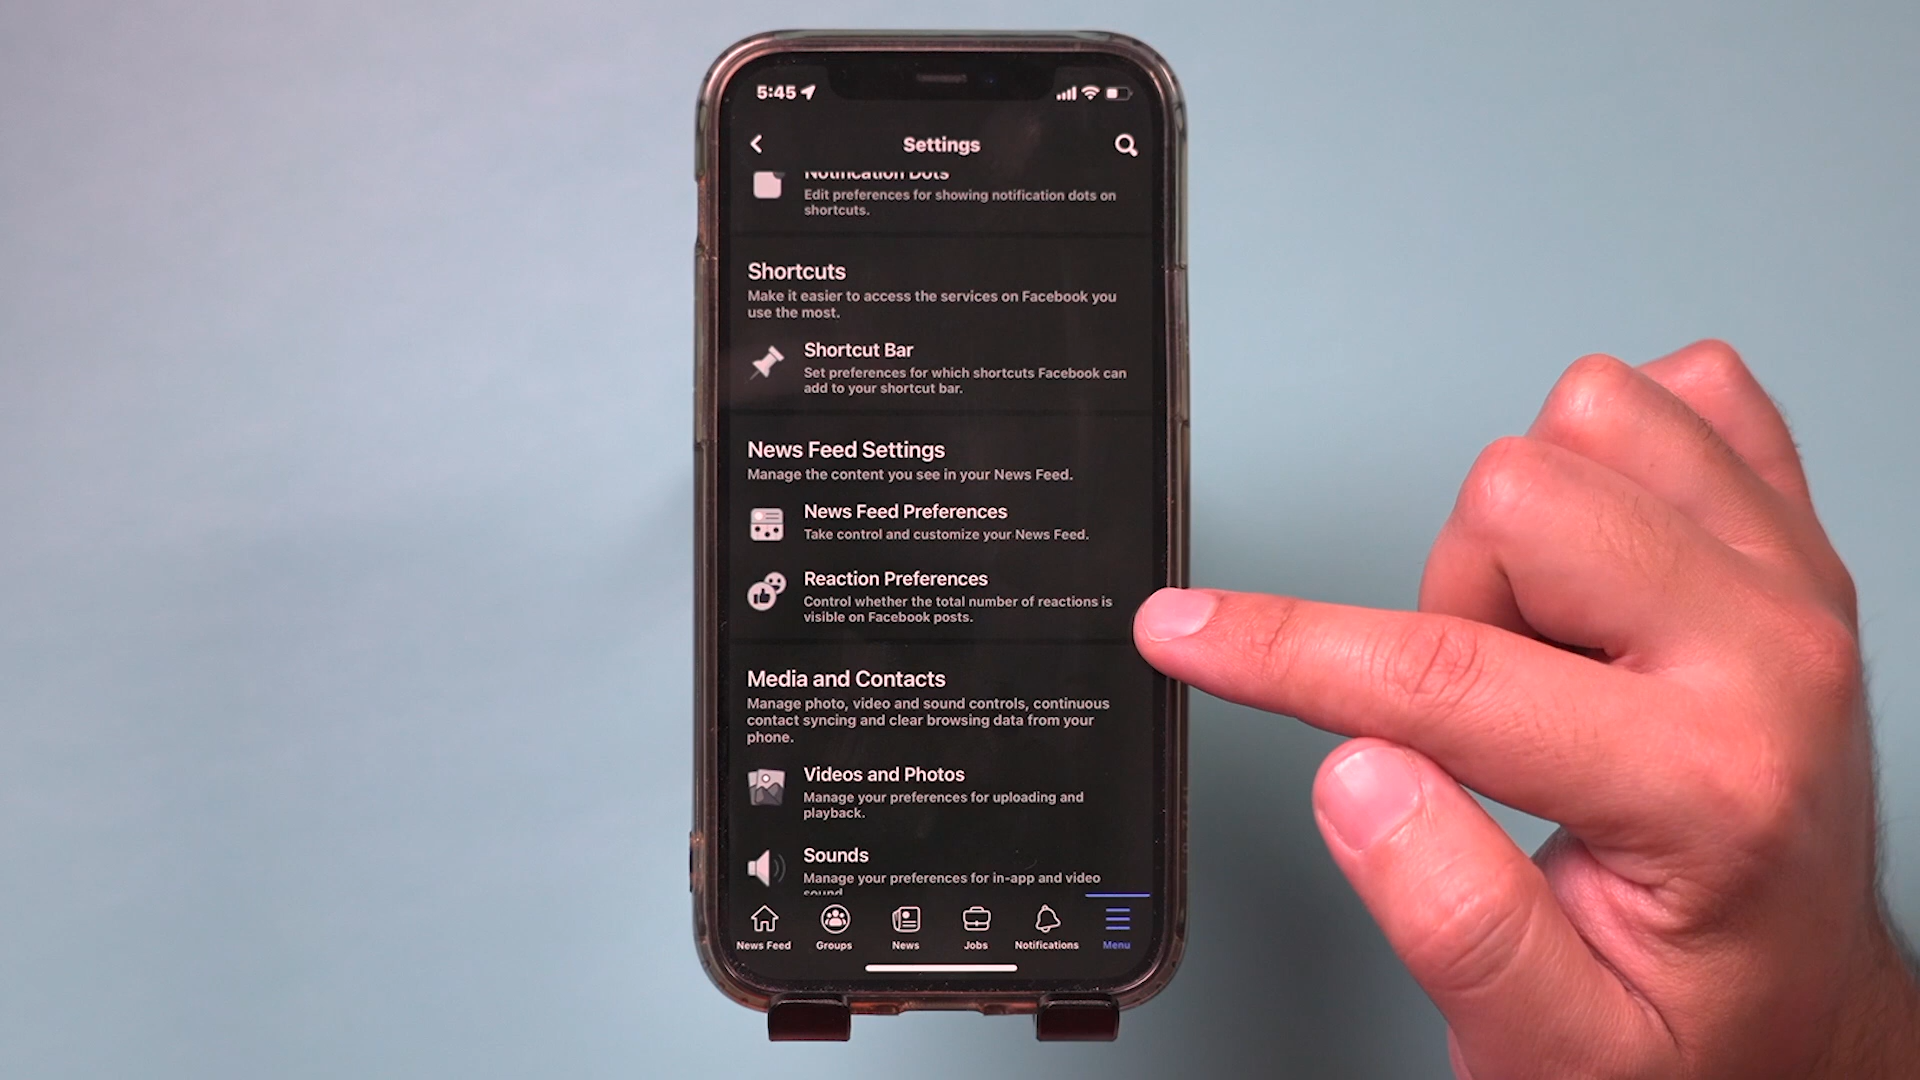 5:45
Settings
Notification Dots
Edit preferences for showing notification dots on
shortcuts.
Shortcuts
Make it easier to access the services on Facebook you
use the most.
Shortcut Bar
Set preferences for which shortcuts Facebook can
add to your shortcut bar.
News Feed Settings
Manage the content you see in your News Feed.
News Feed Preferences
Take control and customize your News Feed.
Reaction Preferences
Control whether the total number of reactions is
visible on Facebook posts.
Media and Contacts
Manage photo, video and sound controls, continuous
contact syncing and clear browsing data from your
phone.
Videos and Photos
Manage your preferences for uploading and
playback.
Sounds
Manage your preferences for in-app and video
sound.
News Feed
Groups
News
Jobs
Notifications
Menu